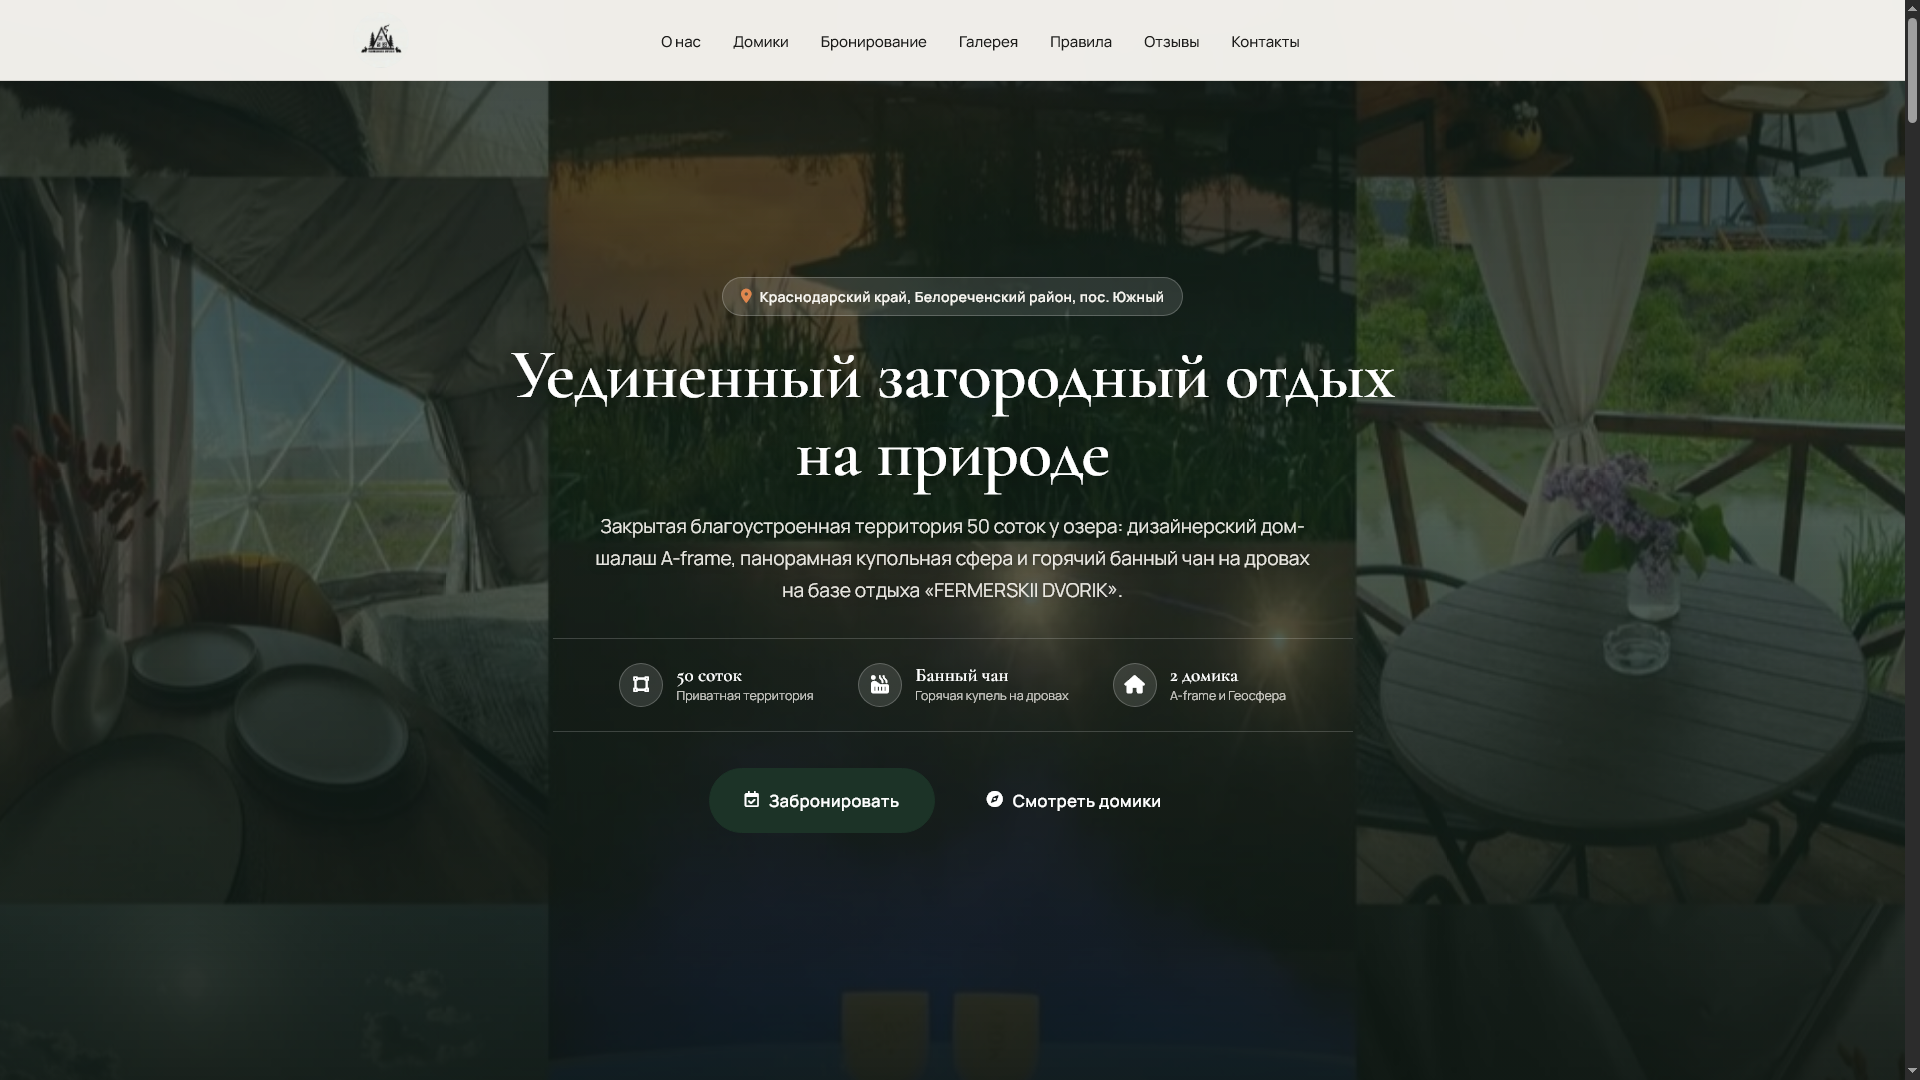 О нас Домики Бронирование Галерея Правила Отзывы Контакты
Краснодарский край, Белореченский район, пос. Южный
Уединенный загородный отдых
на природе
Закрытая благоустроенная территория 50 соток у озера: дизайнерский дом-
шалаш A-frame, панорамная купольная сфера и горячий банный чан на дровах
на базе отдыха «FERMERSKII DVORIK».
50 соток
Приватная территория
Банный чан
Горячая купель на дровах
2 домика
A-frame и Геосфера
Забронировать
Смотреть домики